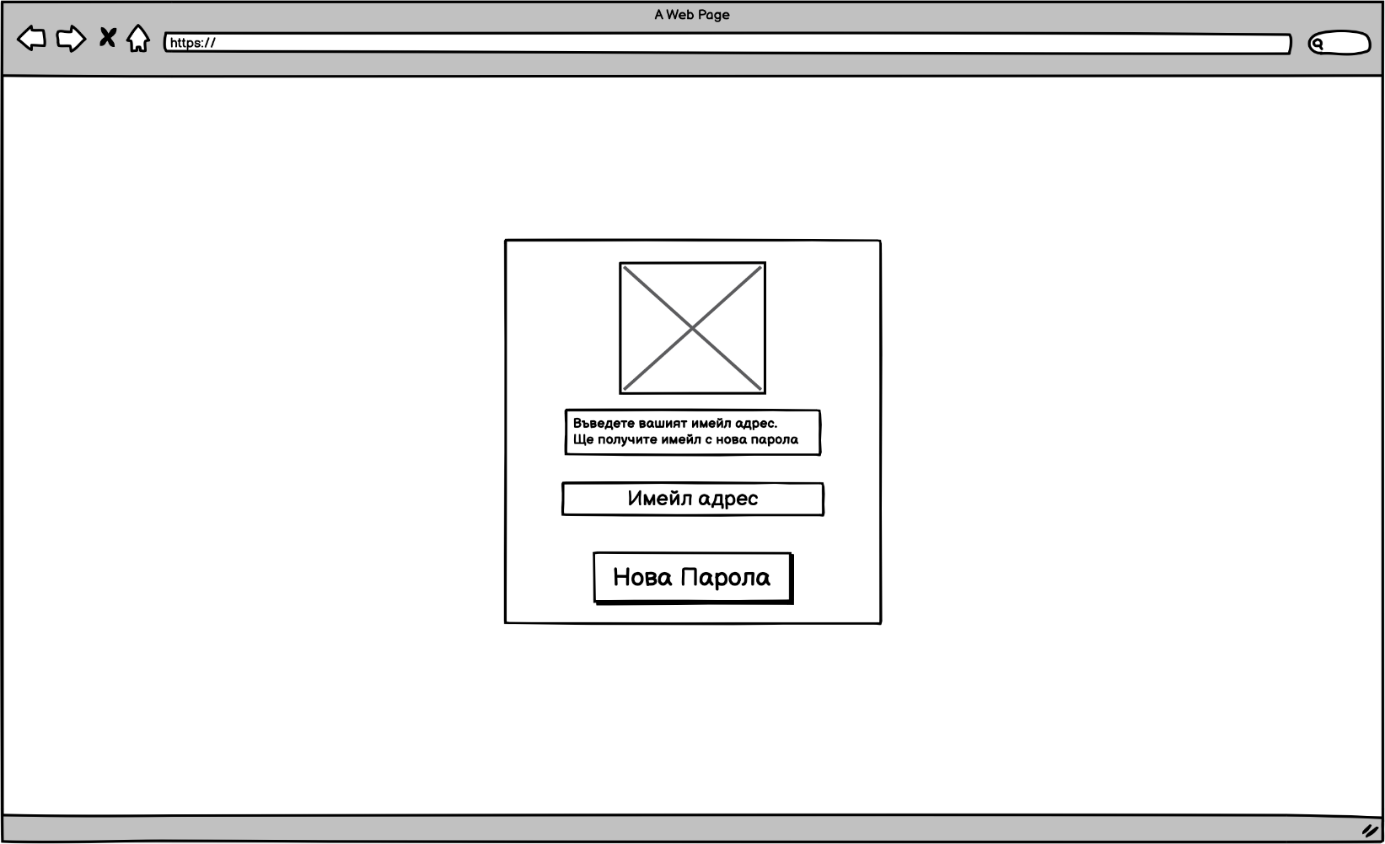 A Web Page
https://
Въведете вашият имейл адрес.
Ще получите имейл с нова парола
Имейл адрес
Нова Парола